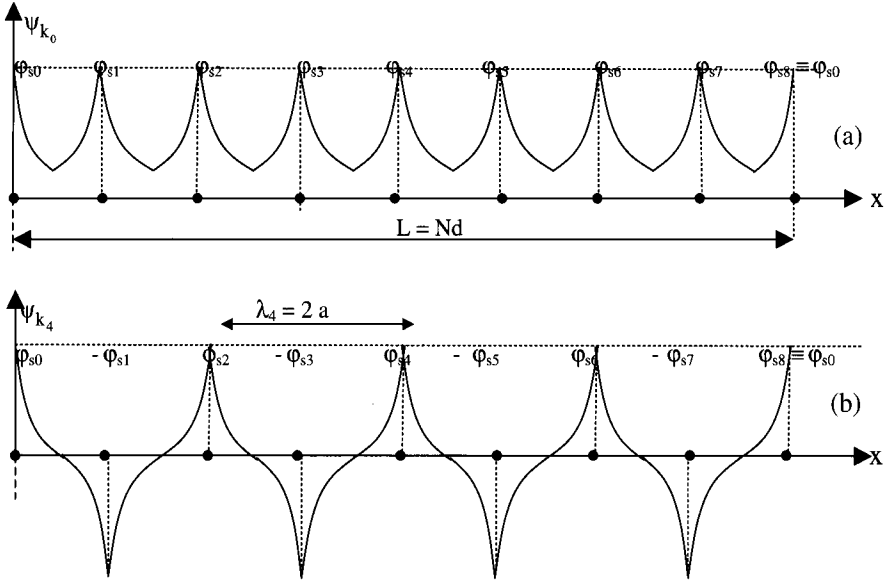 ψk₀
φs0 φs1 φs2 φs3 φs4 φs5 φs6 φs7 φs8 ≡ φs0
(a)
x
L = Nd
ψk₄
λ₄ = 2 a
φs0 - φs1 φs2 - φs3 φs4 - φs5 φs6 - φs7 φs8 ≡ φs0
(b)
x